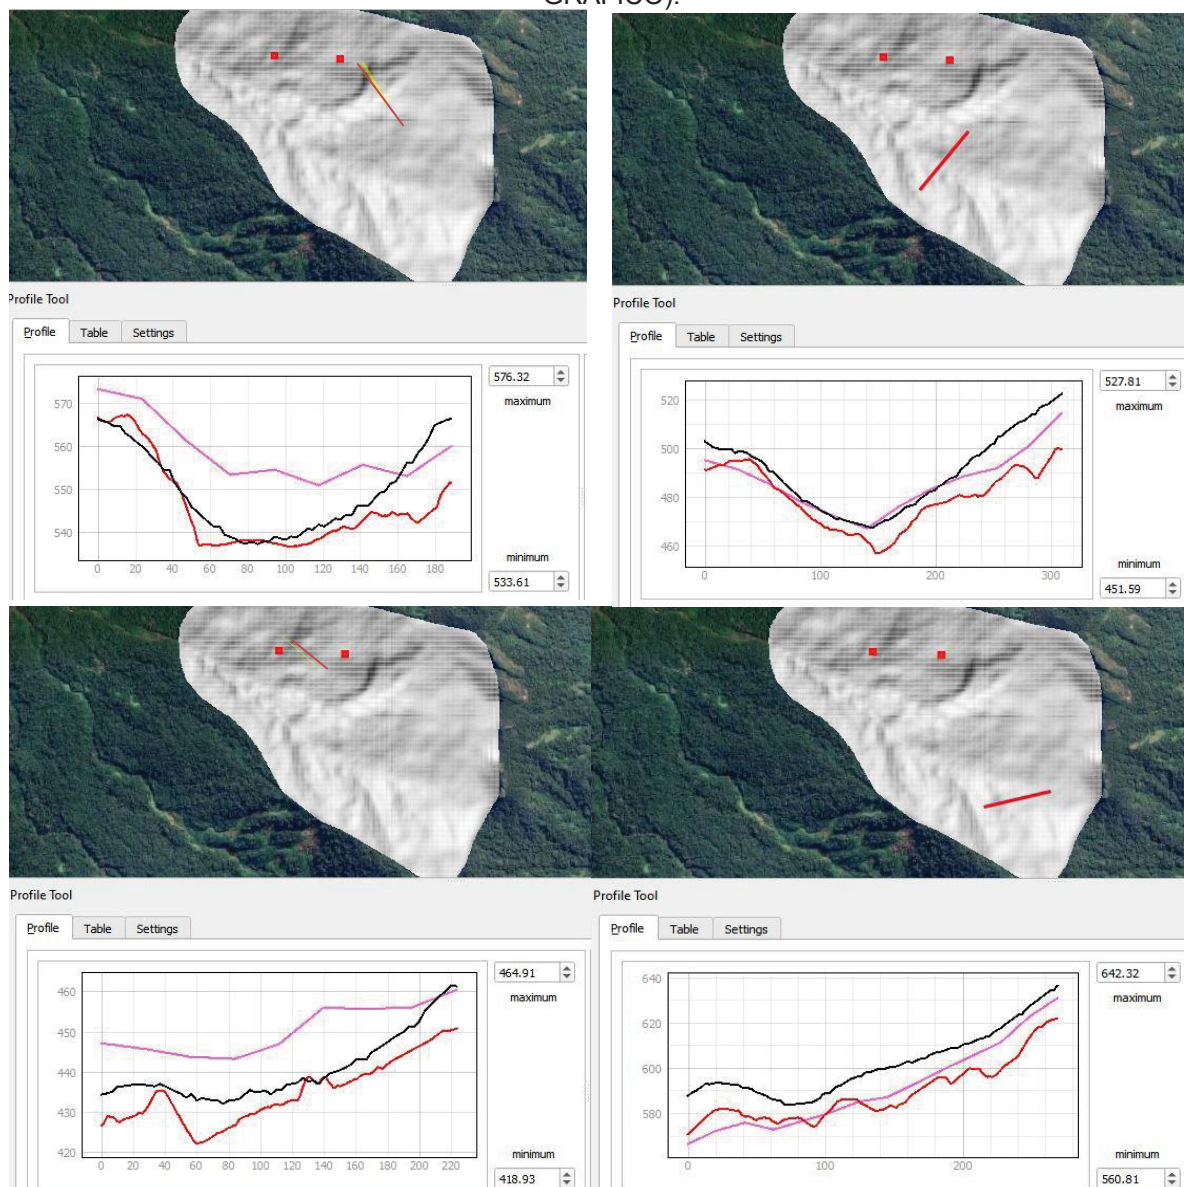 GRÁFICO).
Profile Tool
Profile Table Settings
576.32
maximum
570
560
550
540
0 20 40 60 80 100 120 140 160 180
minimum
533.61
Profile Tool
Profile Table Settings
527.81
maximum
520
500
480
460
0 100 200 300
minimum
451.59
Profile Tool
Profile Table Settings
464.91
maximum
460
450
440
430
420
0 20 40 60 80 100 120 140 160 180 200 220
minimum
418.93
Profile Tool
Profile Table Settings
642.32
maximum
640
620
600
580
0 100 200
minimum
560.81